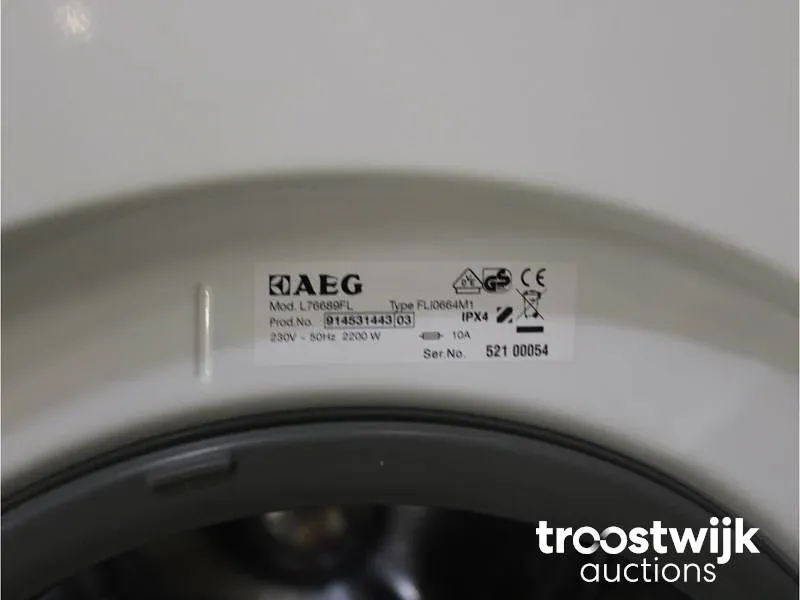 AEG
Mod. L76689FL Type FLI0664M1
Prod.No. 914531443 03 IPX4
230V ~ 50Hz 2200 W 10A
Ser.No. 521 00054
troostwijk
auctions